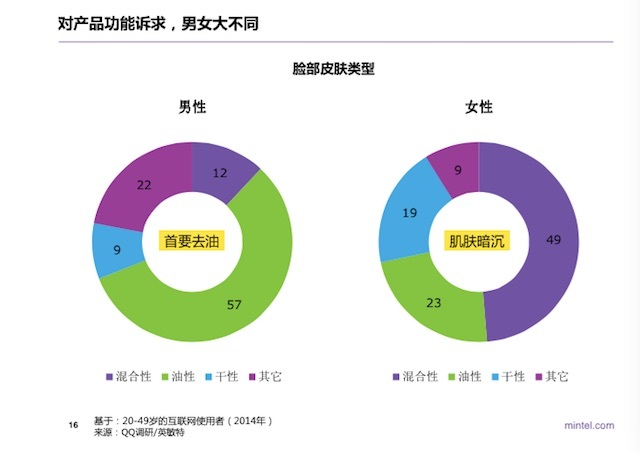 对产品功能诉求，男女大不同
脸部皮肤类型
男性
女性
12
57
9
22
首要去油
49
23
19
9
肌肤暗沉
混合性 油性 干性 其它
混合性 油性 干性 其它
16
基于：20-49岁的互联网使用者（2014年）
来源：QQ调研/英敏特
mintel.com